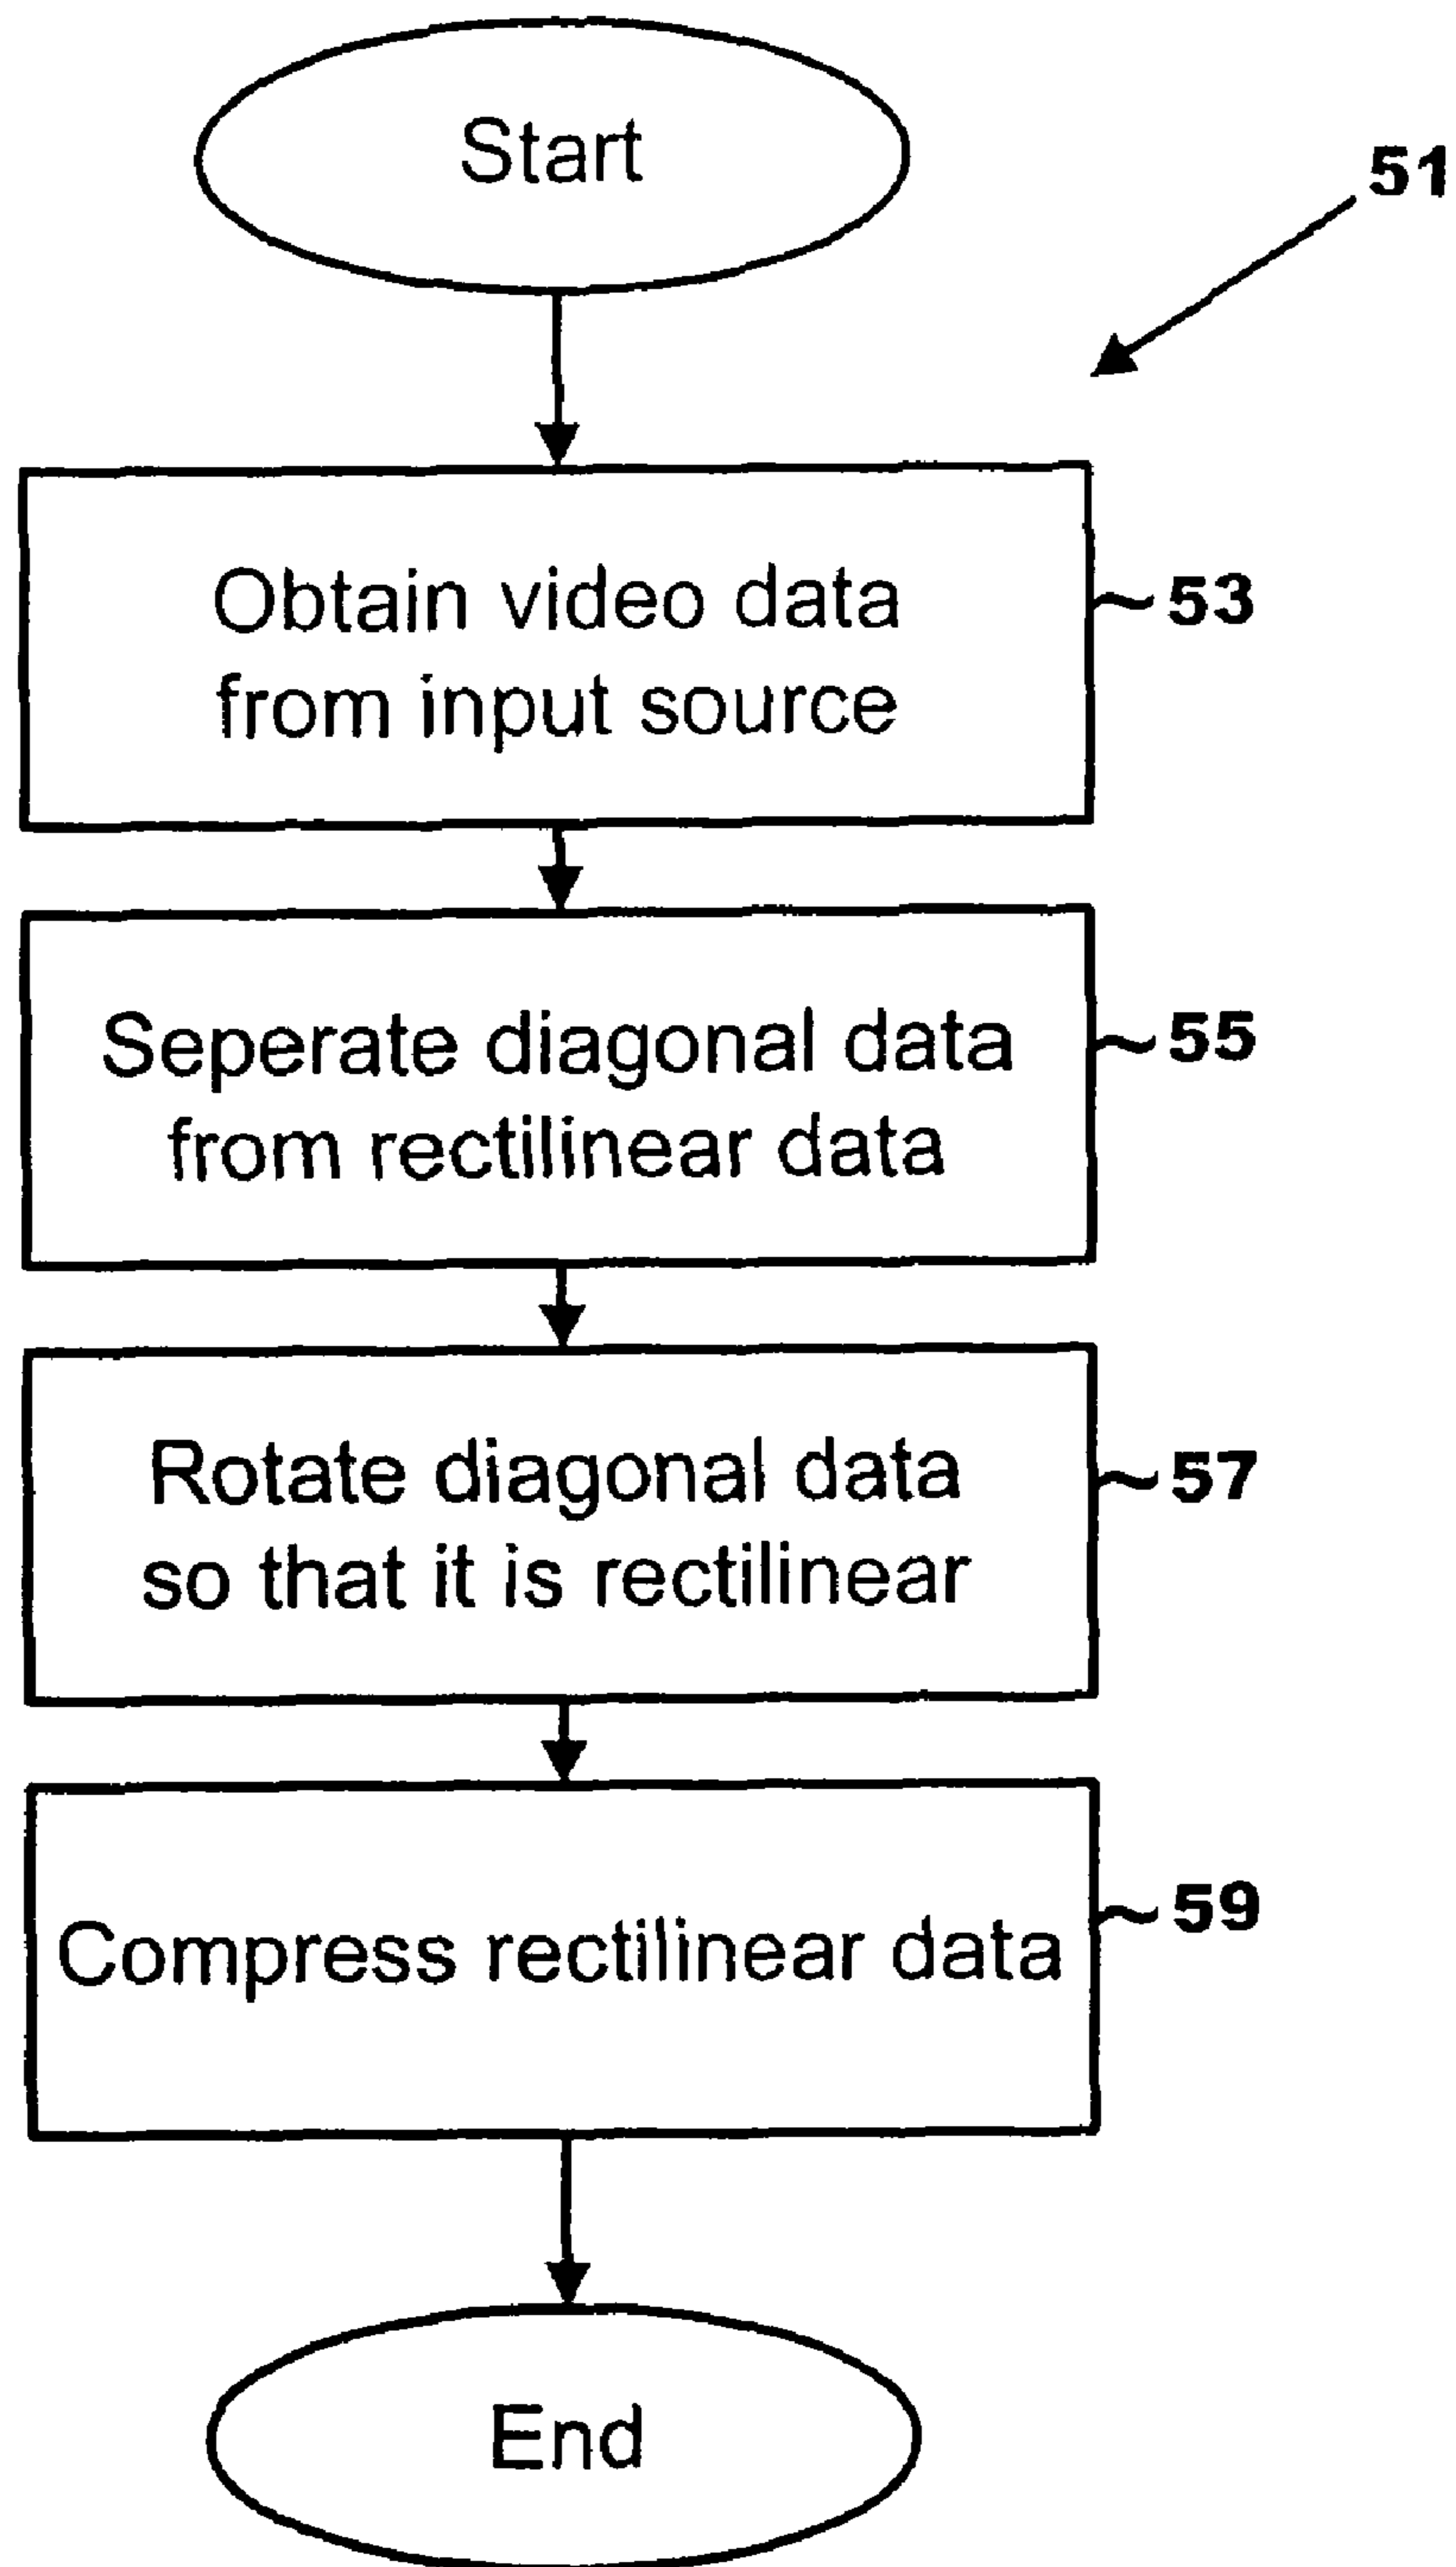 Start
51
Obtain video data
from input source
53
Seperate diagonal data
from rectilinear data
55
Rotate diagonal data
so that it is rectilinear
57
Compress rectilinear data
59
End